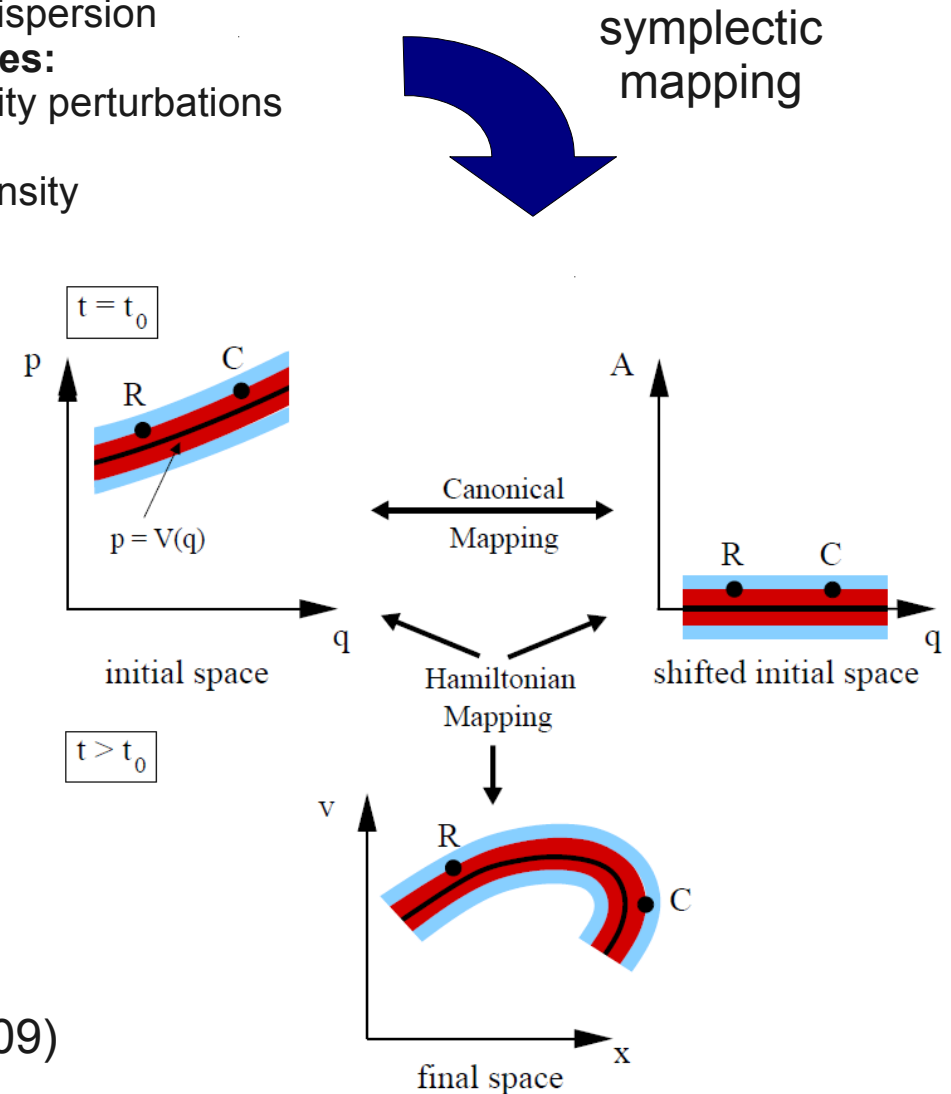 ispersion
es:
ity perturbations
nsity
symplectic
mapping
t = t₀
p
R
C
p = V(q)
q
initial space
Canonical
Mapping
A
R
C
q
shifted initial space
Hamiltonian
Mapping
t > t₀
v
R
C
x
final space
09)